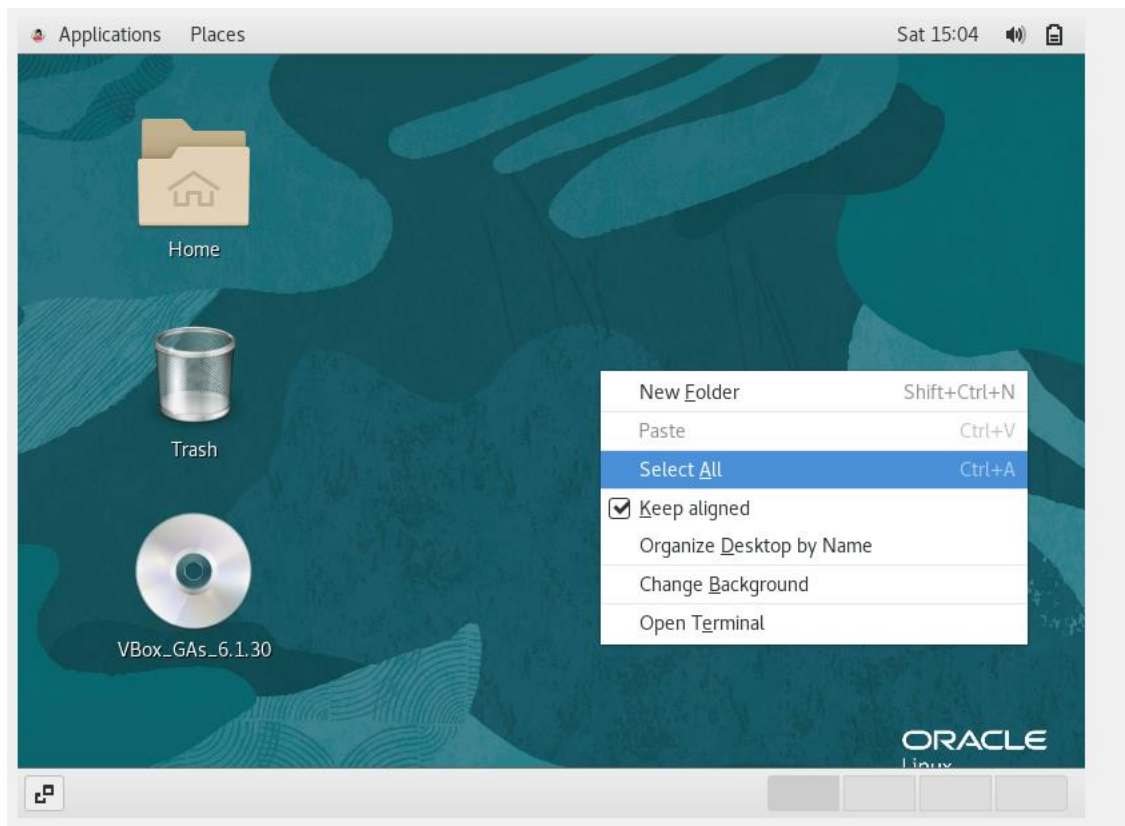 Applications Places Sat 15:04
Home
Trash
VBox_GAs_6.1.30
New Folder Shift+Ctrl+N
Paste Ctrl+V
Select All Ctrl+A
Keep aligned
Organize Desktop by Name
Change Background
Open Terminal
ORACLE
Linux